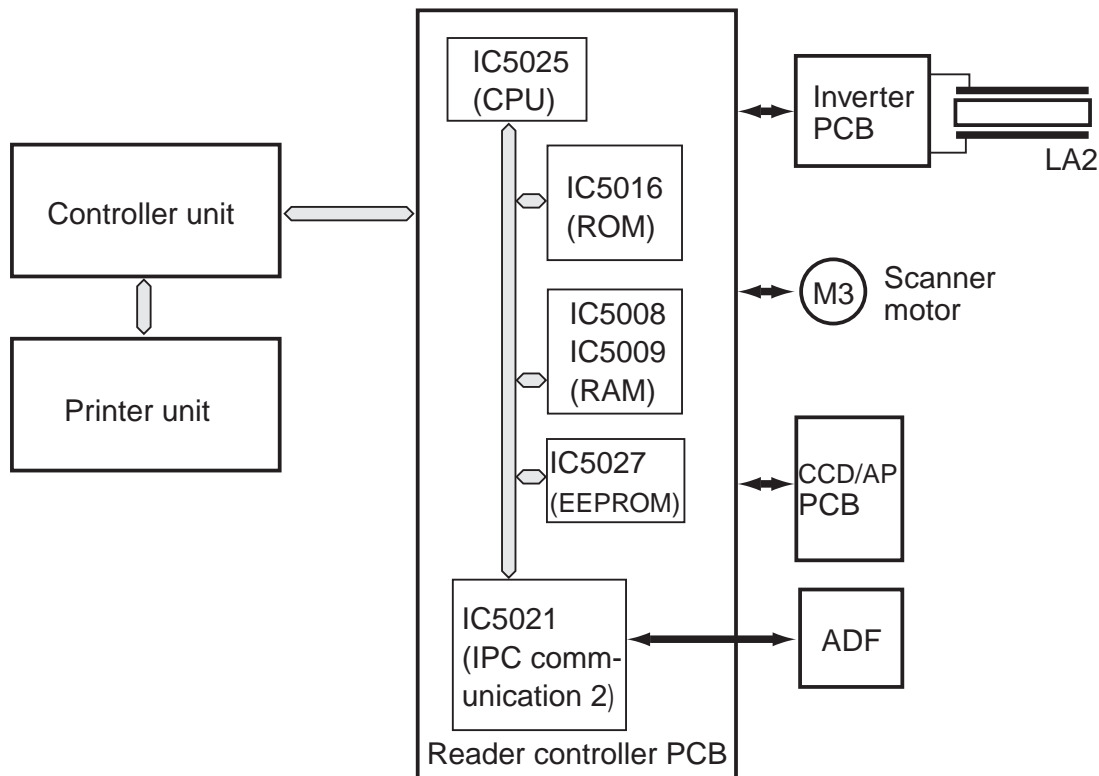 Controller unit
Printer unit
IC5025
(CPU)
IC5016
(ROM)
IC5008
IC5009
(RAM)
IC5027
(EEPROM)
IC5021
(IPC comm-
unication 2)
Reader controller PCB
Inverter
PCB
LA2
M3
Scanner
motor
CCD/AP
PCB
ADF